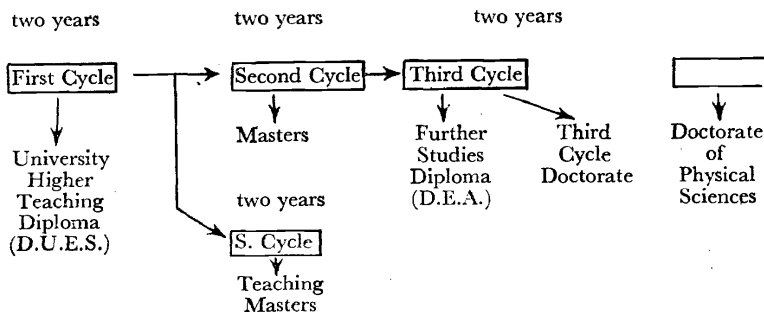 two years
two years
two years
First Cycle
Second Cycle
Third Cycle
University
Higher
Teaching
Diploma
(D.U.E.S.)
Masters
Further
Studies
Diploma
(D.E.A.)
Third
Cycle
Doctorate
Doctorate
of
Physical
Sciences
two years
S. Cycle
Teaching
Masters